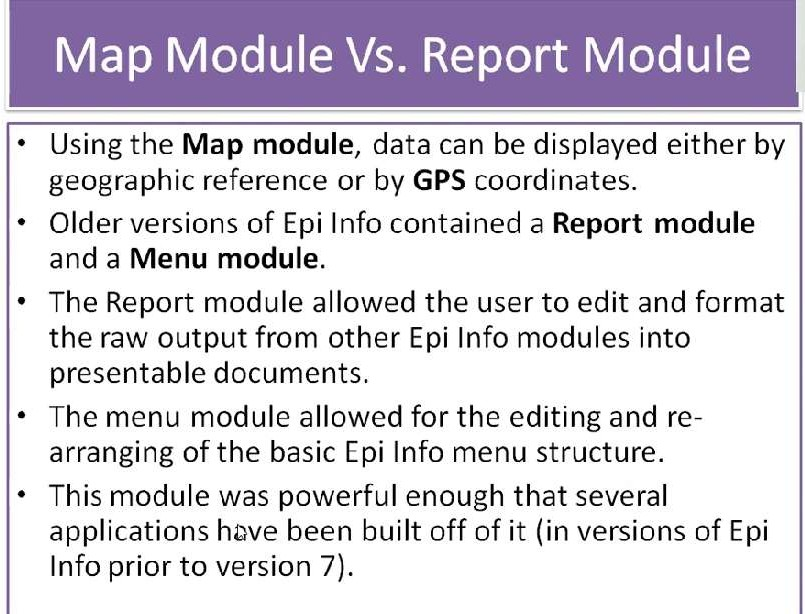 Map Module Vs. Report Module
• Using the Map module, data can be displayed either by
geographic reference or by GPS coordinates.
• Older versions of Epi Info contained a Report module
and a Menu module.
• The Report module allowed the user to edit and format
the raw output from other Epi Info modules into
presentable documents.
• The menu module allowed for the editing and re-
arranging of the basic Epi Info menu structure.
• This module was powerful enough that several
applications have been built off of it (in versions of Epi
Info prior to version 7).